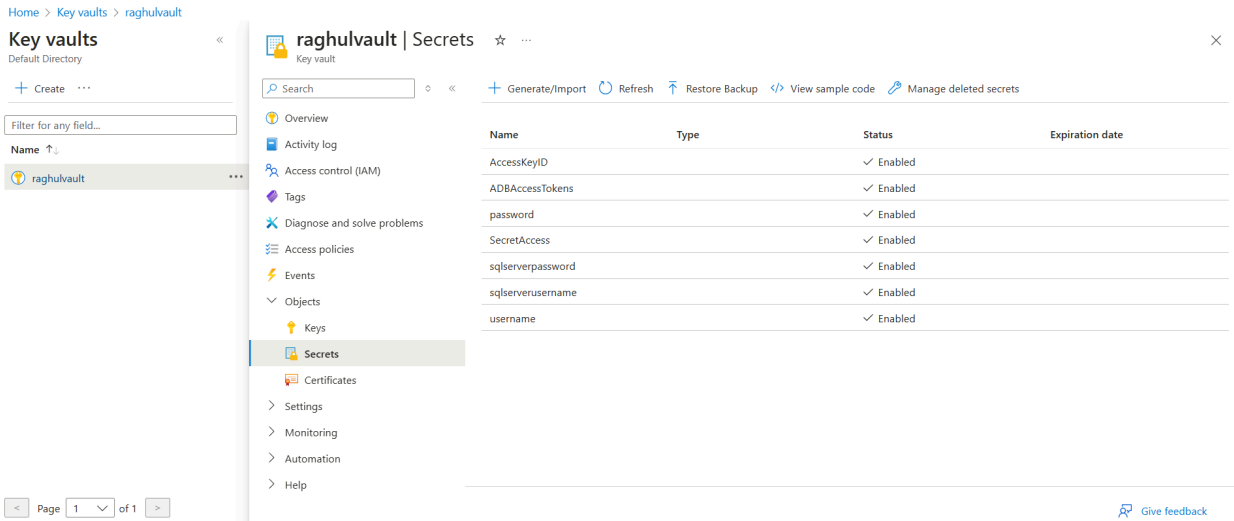 Home > Key vaults > raghulvault
Key vaults
«
Default Directory
+ Create ···
Filter for any field...
Name ↑↓
raghulvault ···
< Page 1 of 1 >
raghulvault | Secrets ☆ ···
Key vault
Search «
Overview
Activity log
Access control (IAM)
Tags
Diagnose and solve problems
Access policies
Events
Objects
Keys
Secrets
Certificates
Settings
Monitoring
Automation
Help
+ Generate/Import Refresh Restore Backup </> View sample code Manage deleted secrets
Name Type Status Expiration date
AccessKeyID ✓ Enabled
ADBAccessTokens ✓ Enabled
password ✓ Enabled
SecretAccess ✓ Enabled
sqlserverpassword ✓ Enabled
sqlserverusername ✓ Enabled
username ✓ Enabled
Give feedback